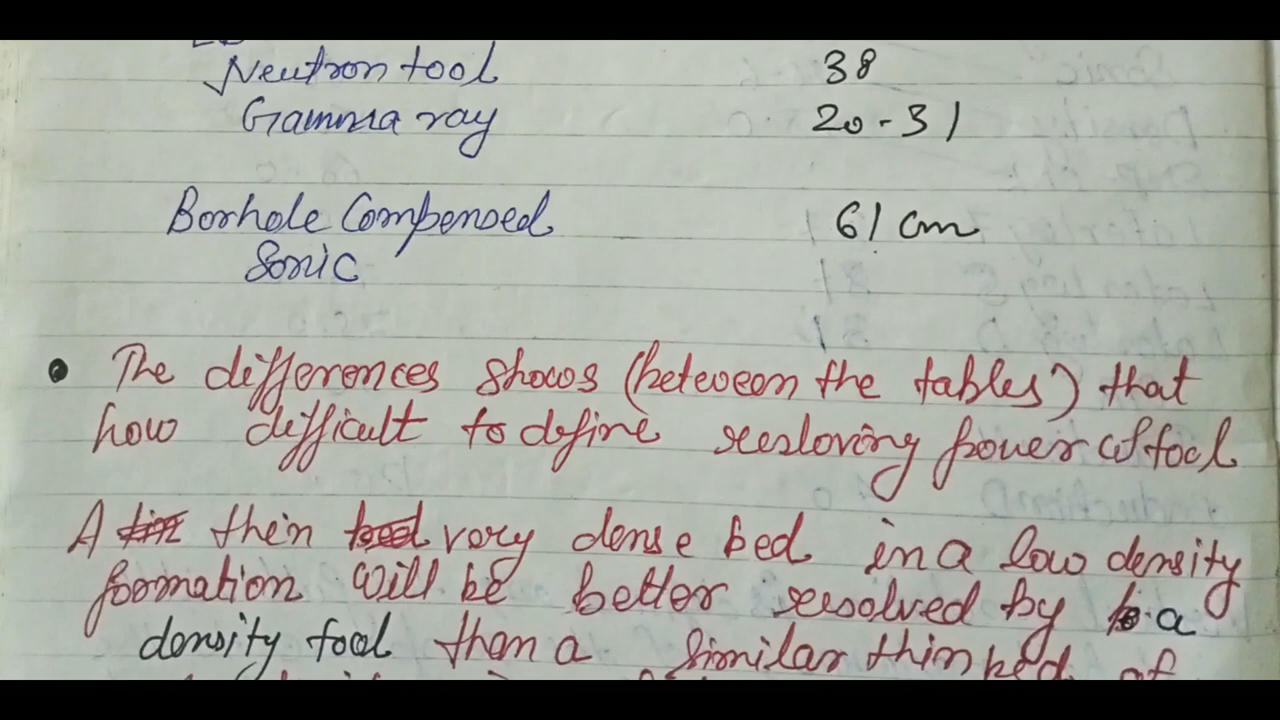 Neutron tool 38
Gamma ray 20-31
Borhole Compensed 61 cm
Sonic
• The differences shows (between the tables) that
how difficult to define resloving power of tool
A thin very dense bed in a low density
formation will be better resolved by a
density tool than a similar thin bed of